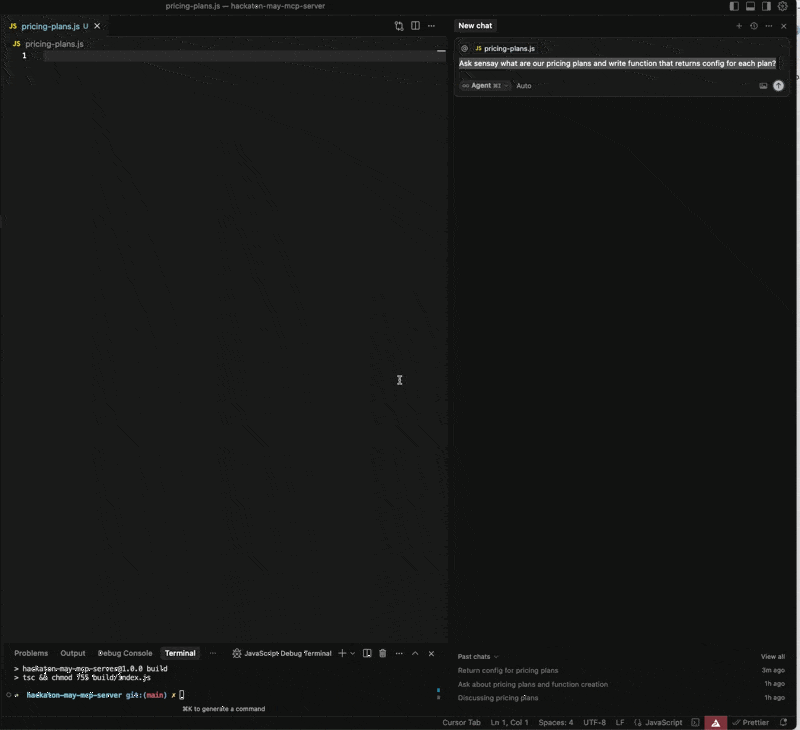 pricing-plans.js — hackaton-may-mcp-server
JS pricing-plans.js U ×
JS pricing-plans.js
1
New chat
@ JS pricing-plans.js
Ask sensay what are our pricing plans and write function that returns config for each plan?
∞ Agent ⌘I Auto
Problems Output Debug Console Terminal ··· JavaScript Debug Terminal
> hackaton-may-mcp-server@1.0.0 build
> tsc && chmod 755 build/index.js
hackaton-may-mcp-server git:(main) ✗
⌘K to generate a command
Past chats View all
Return config for pricing plans 3m ago
Ask about pricing plans and function creation 1h ago
Discussing pricing plans 1h ago
Cursor Tab Ln 1, Col 1 Spaces: 4 UTF-8 LF {} JavaScript Prettier